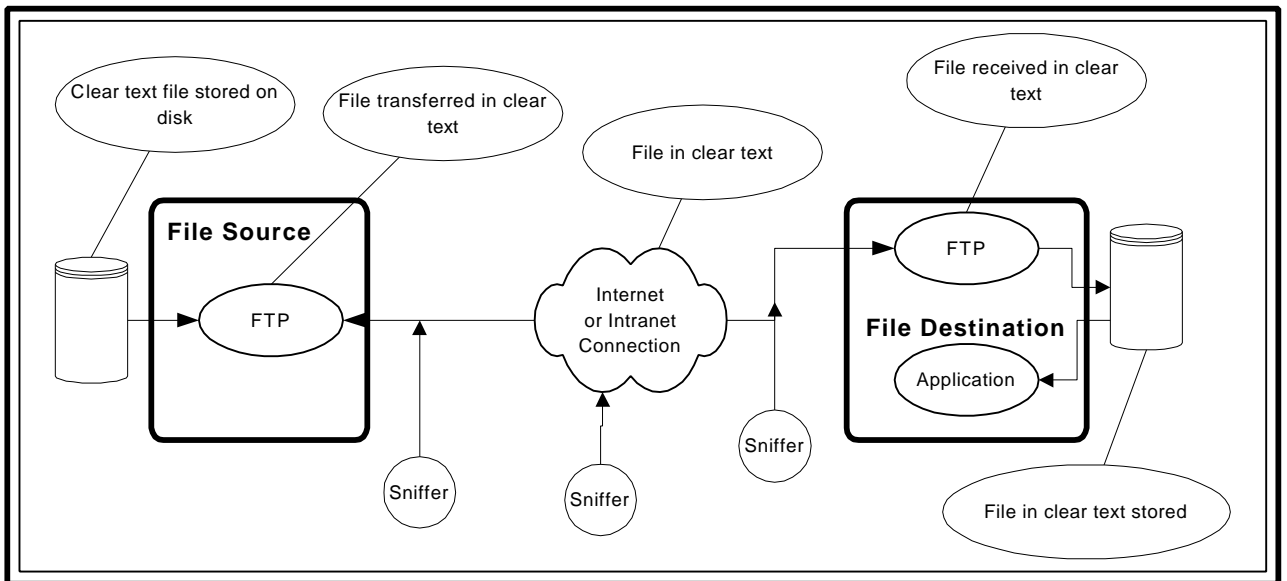 Clear text file stored on
disk
File transferred in clear
text
File in clear text
File received in clear
text
File Source
FTP
Internet
or Intranet
Connection
FTP
File Destination
Application
Sniffer
Sniffer
Sniffer
File in clear text stored